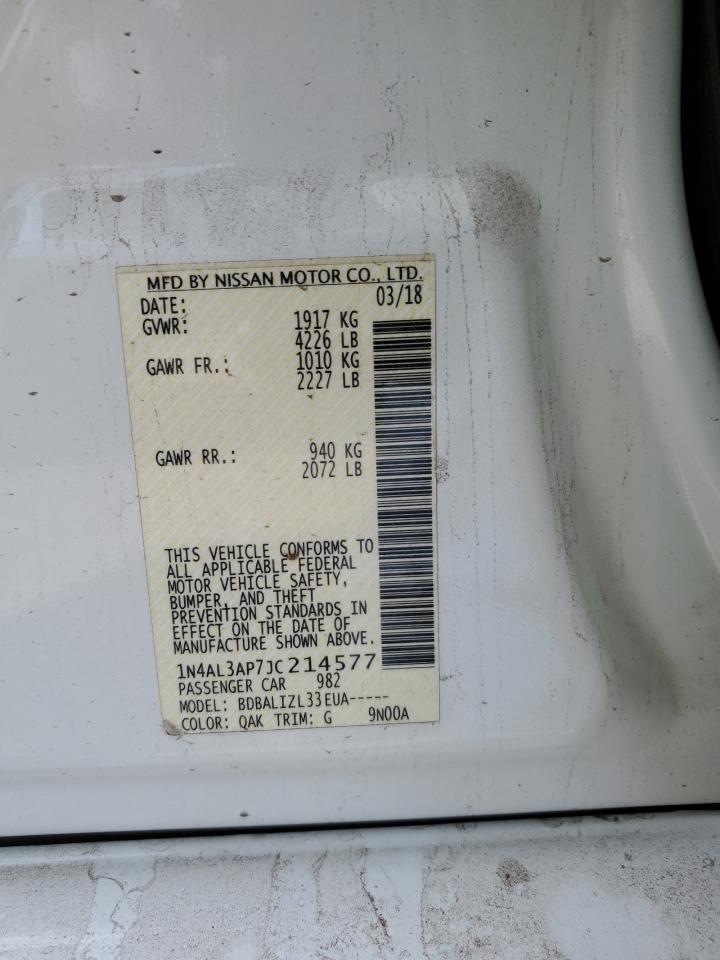 MFD BY NISSAN MOTOR CO., LTD.
DATE: 03/18
GVWR: 1917 KG
4226 LB
GAWR FR.: 1010 KG
2227 LB
GAWR RR.: 940 KG
2072 LB
THIS VEHICLE CONFORMS TO
ALL APPLICABLE FEDERAL
MOTOR VEHICLE SAFETY,
BUMPER, AND THEFT
PREVENTION STANDARDS IN
EFFECT ON THE DATE OF
MANUFACTURE SHOWN ABOVE.
1N4AL3AP7JC214577
PASSENGER CAR 982
MODEL: BDBALIZL33EUA-----
COLOR: QAK TRIM: G 9N00A